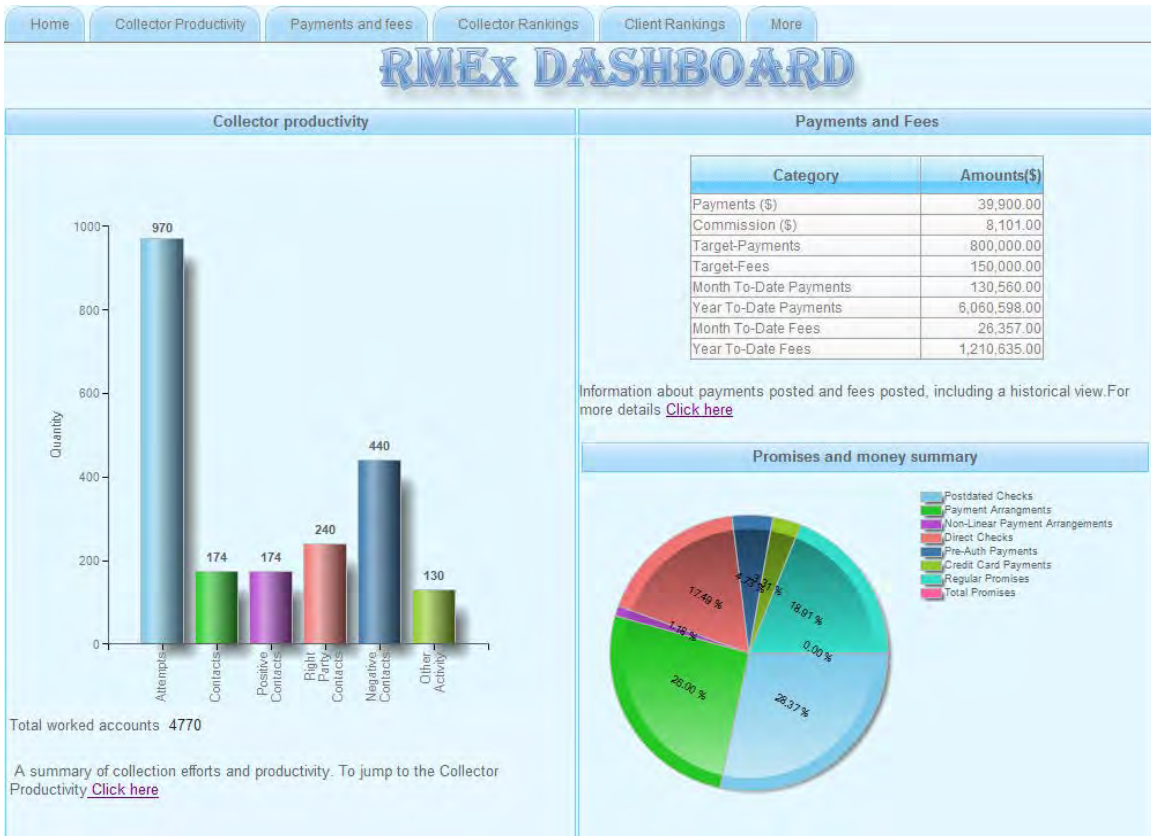 Home Collector Productivity Payments and fees Collector Rankings Client Rankings More
RMEx DASHBOARD
Collector productivity
1000
800
600
400
200
0
Quantity
970
174
174
240
440
130
Attempts
Contacts
Positive
Contacts
Right
Party
Contacts
Negative
Contacts
Other
Activity
Total worked accounts 4770
A summary of collection efforts and productivity. To jump to the Collector
Productivity Click here
Payments and Fees
Category Amounts($)
Payments ($) 39,900.00
Commission ($) 8,101.00
Target-Payments 800,000.00
Target-Fees 150,000.00
Month To-Date Payments 130,560.00
Year To-Date Payments 6,060,598.00
Month To-Date Fees 26,357.00
Year To-Date Fees 1,210,635.00
Information about payments posted and fees posted, including a historical view.For
more details Click here
Promises and money summary
Postdated Checks
Payment Arrangments
Non-Linear Payment Arrangements
Direct Checks
Pre-Auth Payments
Credit Card Payments
Regular Promises
Total Promises
4.73 %
3.31 %
17.49 %
18.91 %
1.18 %
0.00 %
26.00 %
28.37 %